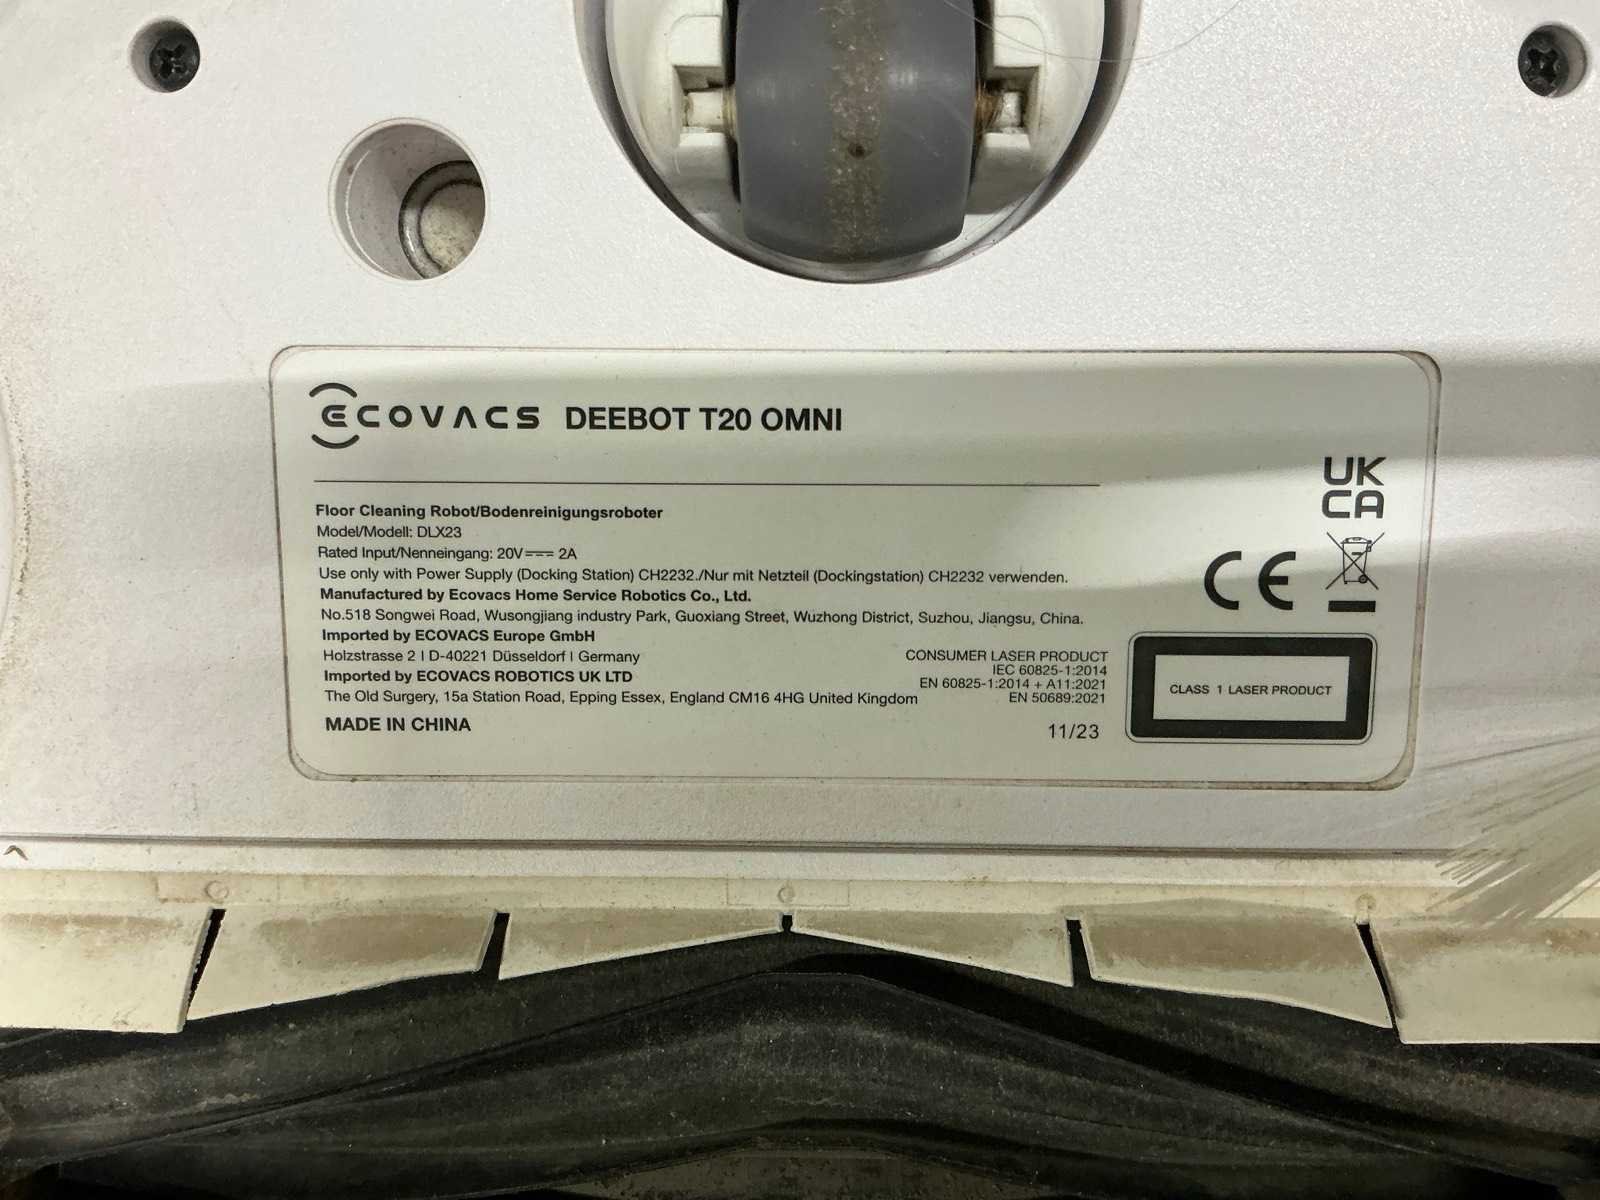 ECOVACS DEEBOT T20 OMNI
Floor Cleaning Robot/Bodenreinigungsroboter
Model/Modell: DLX23
Rated Input/Nenneingang: 20V⎓ 2A
Use only with Power Supply (Docking Station) CH2232./Nur mit Netzteil (Dockingstation) CH2232 verwenden.
Manufactured by Ecovacs Home Service Robotics Co., Ltd.
No.518 Songwei Road, Wusongjiang industry Park, Guoxiang Street, Wuzhong District, Suzhou, Jiangsu, China.
Imported by ECOVACS Europe GmbH
Holzstrasse 2 I D-40221 Düsseldorf I Germany
Imported by ECOVACS ROBOTICS UK LTD
The Old Surgery, 15a Station Road, Epping Essex, England CM16 4HG United Kingdom
MADE IN CHINA
UK
CA
CE
CONSUMER LASER PRODUCT
IEC 60825-1:2014
EN 60825-1:2014 + A11:2021
EN 50689:2021
11/23
CLASS 1 LASER PRODUCT